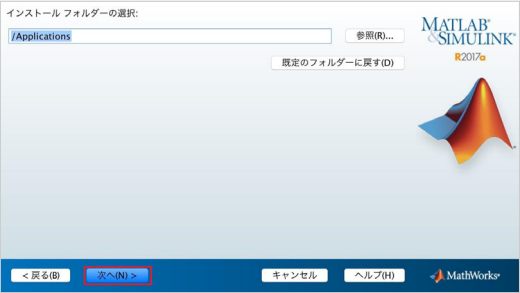 インストール フォルダーの選択:
/Applications
参照(R)...
既定のフォルダーに戻す(D)
MATLAB®
&SIMULINK®
R2017a
< 戻る(B)
次へ(N) >
キャンセル
ヘルプ(H)
MathWorks®